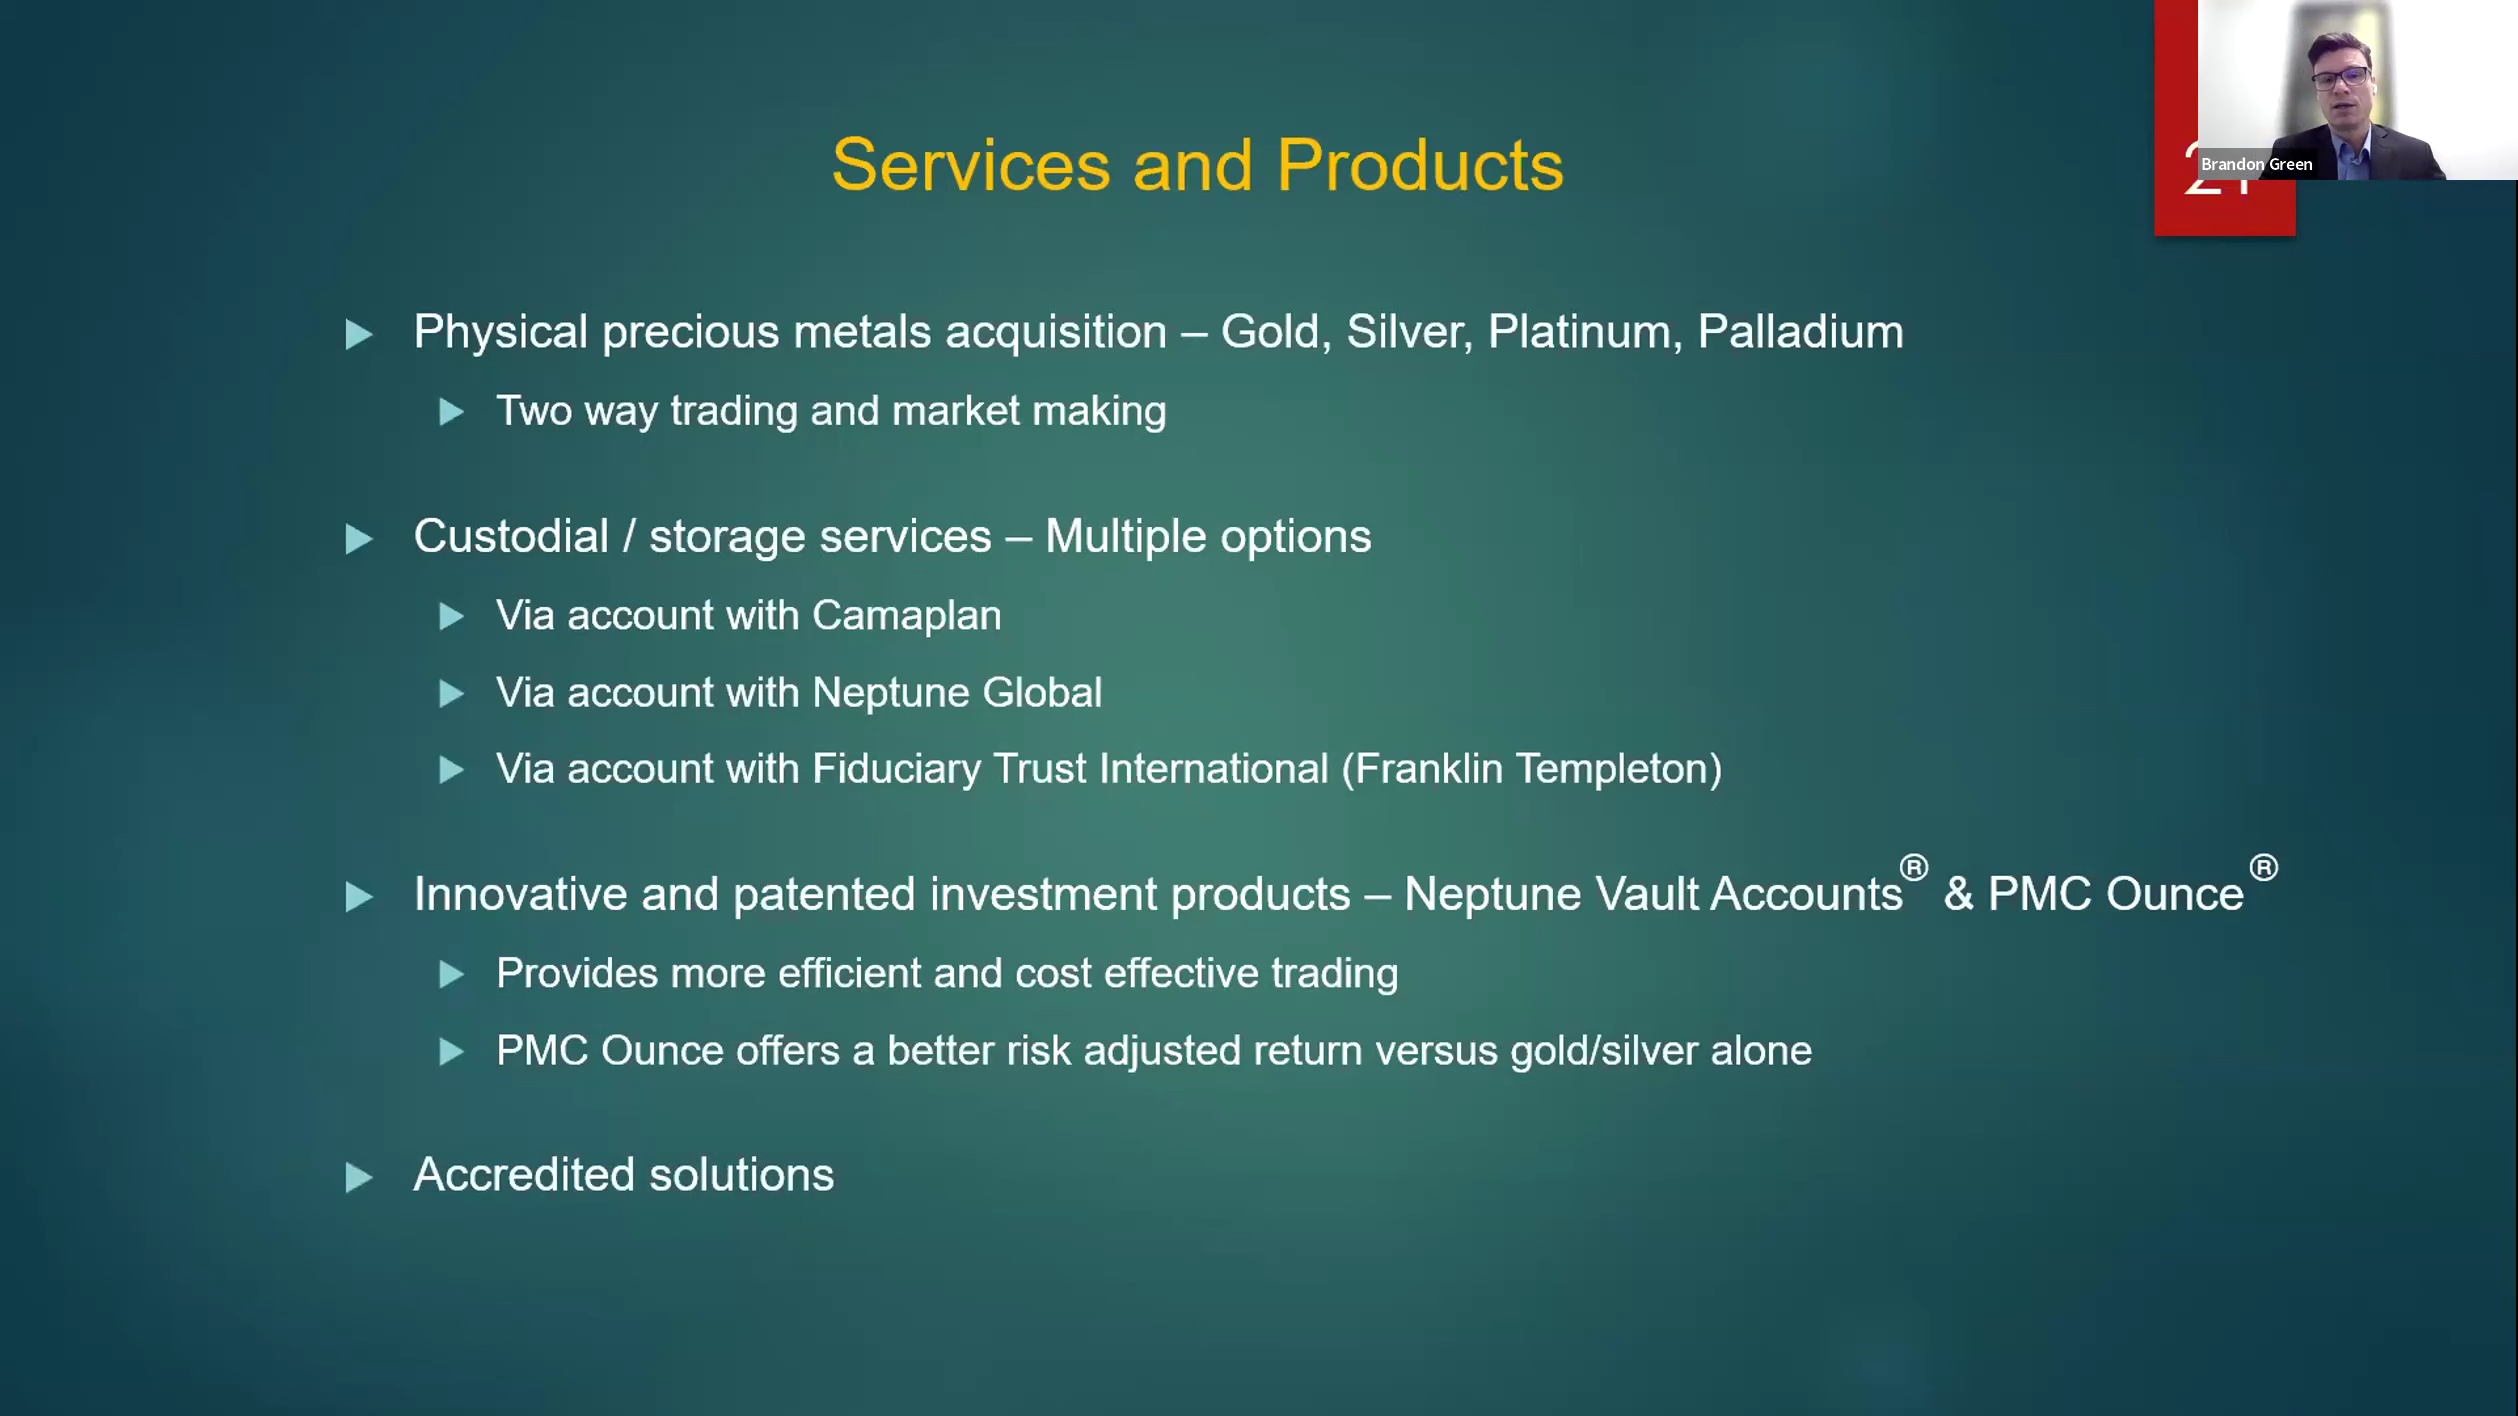 Services and Products
Brandon Green
Physical precious metals acquisition – Gold, Silver, Platinum, Palladium
Two way trading and market making
Custodial / storage services – Multiple options
Via account with Camaplan
Via account with Neptune Global
Via account with Fiduciary Trust International (Franklin Templeton)
Innovative and patented investment products – Neptune Vault Accounts® & PMC Ounce®
Provides more efficient and cost effective trading
PMC Ounce offers a better risk adjusted return versus gold/silver alone
Accredited solutions